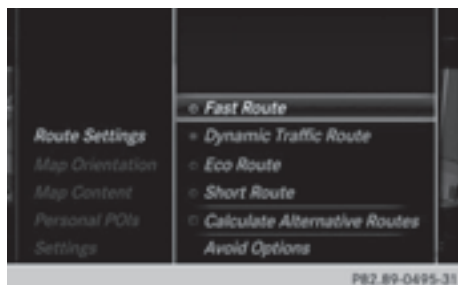 Fast Route
Route Settings
Dynamic Traffic Route
Map Orientation
Eco Route
Map Content
Short Route
Personal POIs
Calculate Alternative Routes
Settings
Avoid Options
P82.89-0495-31